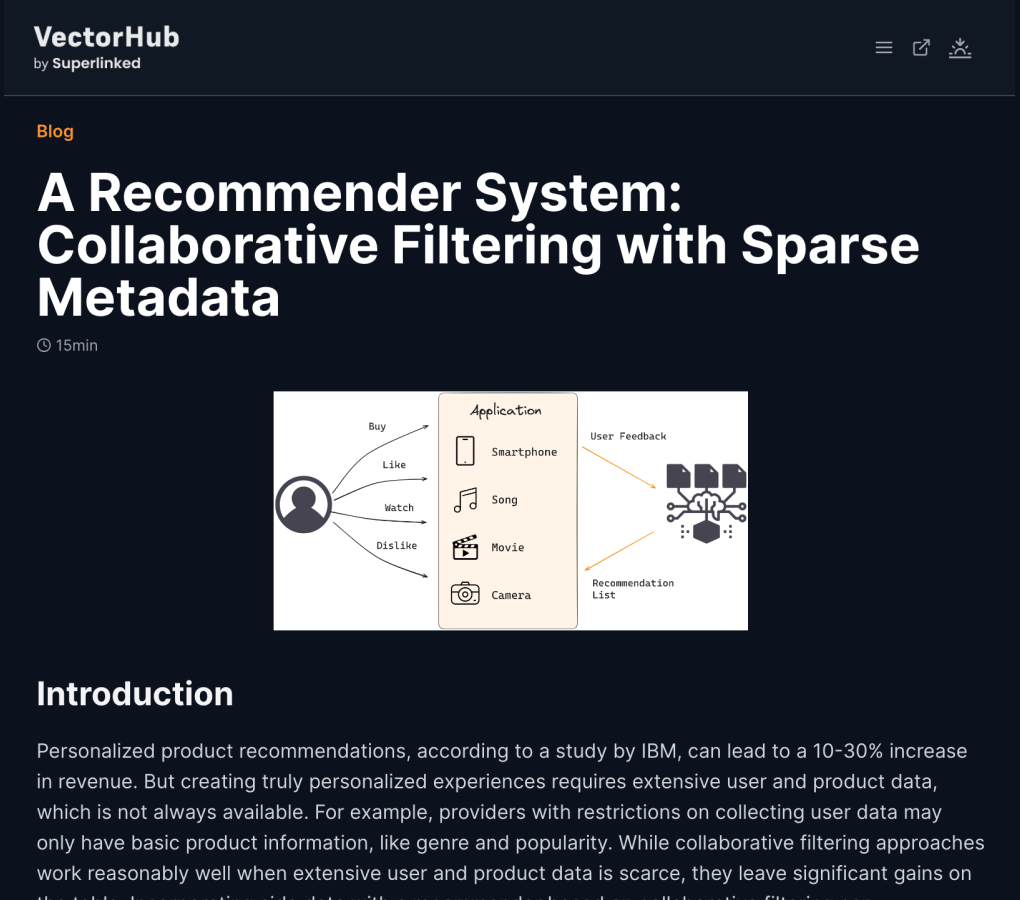 VectorHub
by Superlinked
Blog
A Recommender System:
Collaborative Filtering with Sparse
Metadata
15min
Application
Buy
Like
Watch
Dislike
Smartphone
Song
Movie
Camera
User Feedback
Recommendation
List
Introduction
Personalized product recommendations, according to a study by IBM, can lead to a 10-30% increase
in revenue. But creating truly personalized experiences requires extensive user and product data,
which is not always available. For example, providers with restrictions on collecting user data may
only have basic product information, like genre and popularity. While collaborative filtering approaches
work reasonably well when extensive user and product data is scarce, they leave significant gains on